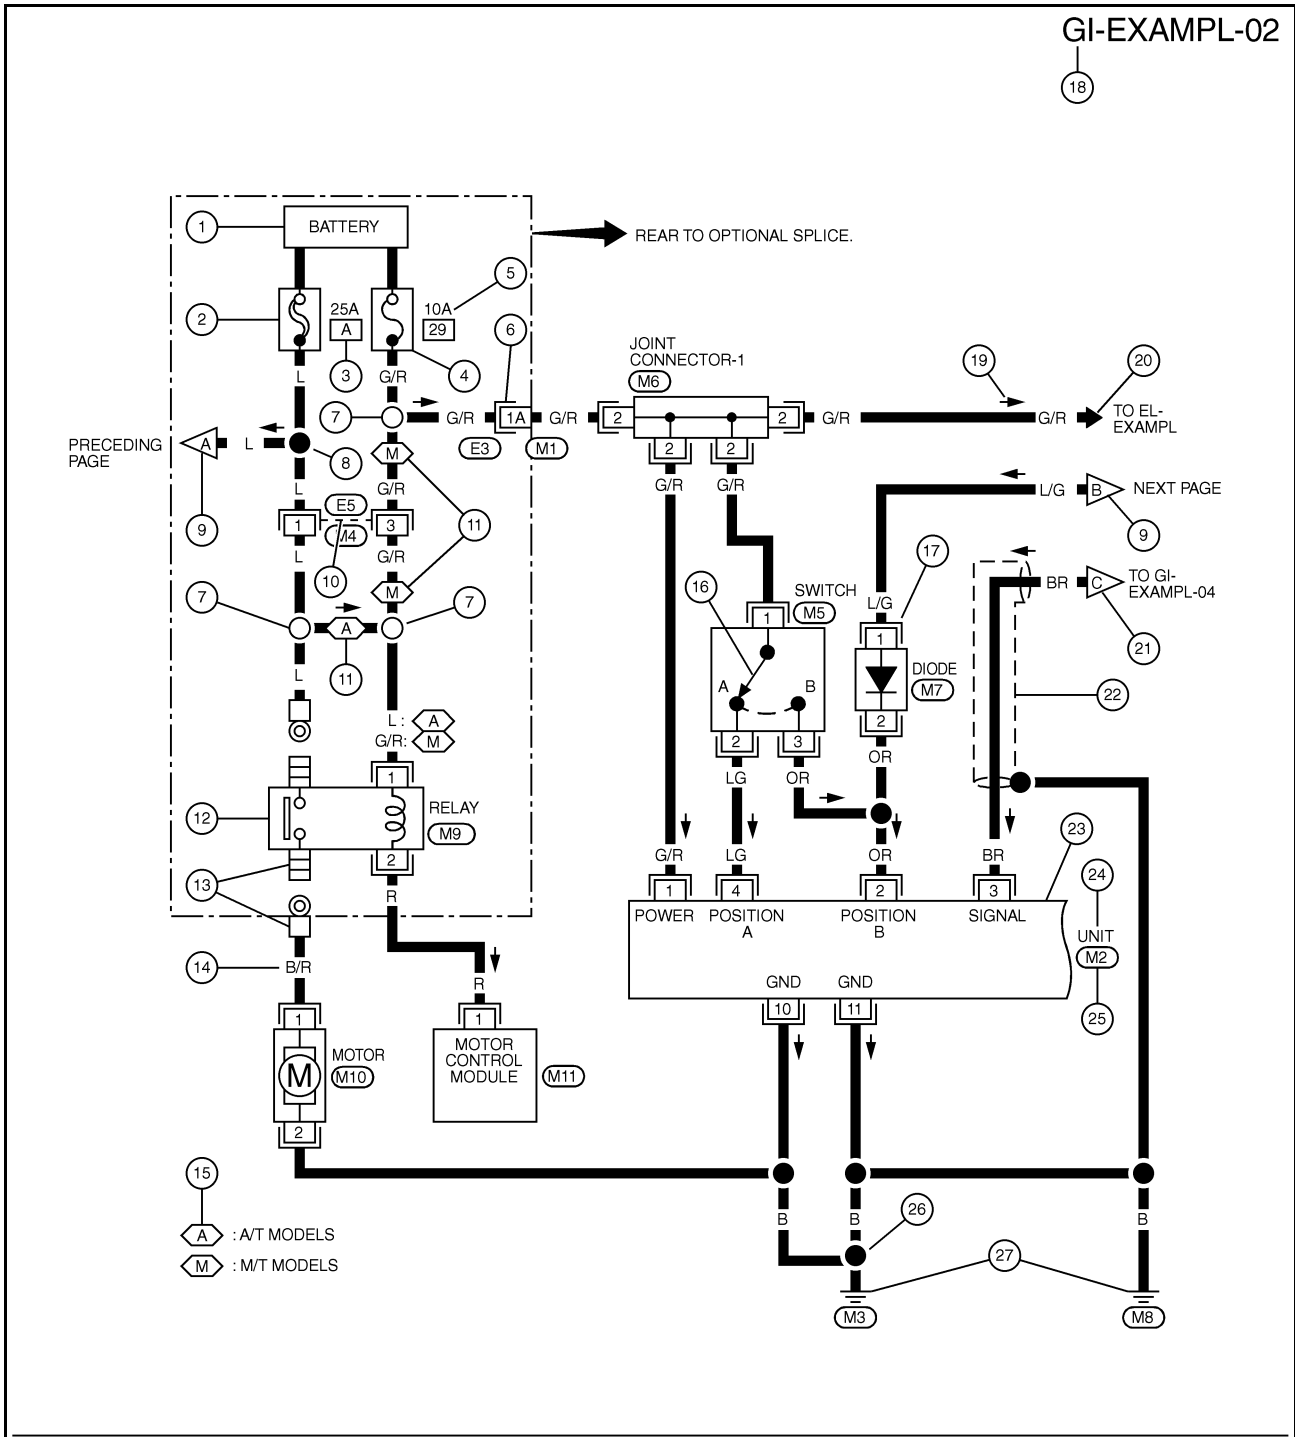 GI-EXAMPL-02
18
1
BATTERY
REAR TO OPTIONAL SPLICE.
5
2
25A
A
10A
29
6
3
4
JOINT
CONNECTOR-1
M6
19
20
L
G/R
7
G/R
1A
G/R
2
2
G/R
G/R
TO EL-
EXAMPL
PRECEDING
PAGE
A
L
8
M
E3
M1
2
2
L
G/R
G/R
G/R
L/G
B
NEXT PAGE
9
E5
1
M4
3
11
9
10
L
G/R
17
16
SWITCH
M5
BR
C
TO GI-
EXAMPL-04
7
M
7
1
L/G
A
1
21
11
L
A
B
DIODE
M7
22
L :
A
G/R:
M
2
3
2
LG
OR
OR
1
12
RELAY
M9
2
23
G/R
LG
OR
BR
13
R
1
4
2
3
24
POWER
POSITION
A
POSITION
B
SIGNAL
UNIT
M2
14
B/R
R
GND
GND
25
1
1
10
11
MOTOR
M10
M
MOTOR
CONTROL
MODULE
M11
2
15
A
: A/T MODELS
B
B
26
B
M
: M/T MODELS
27
M3
M8